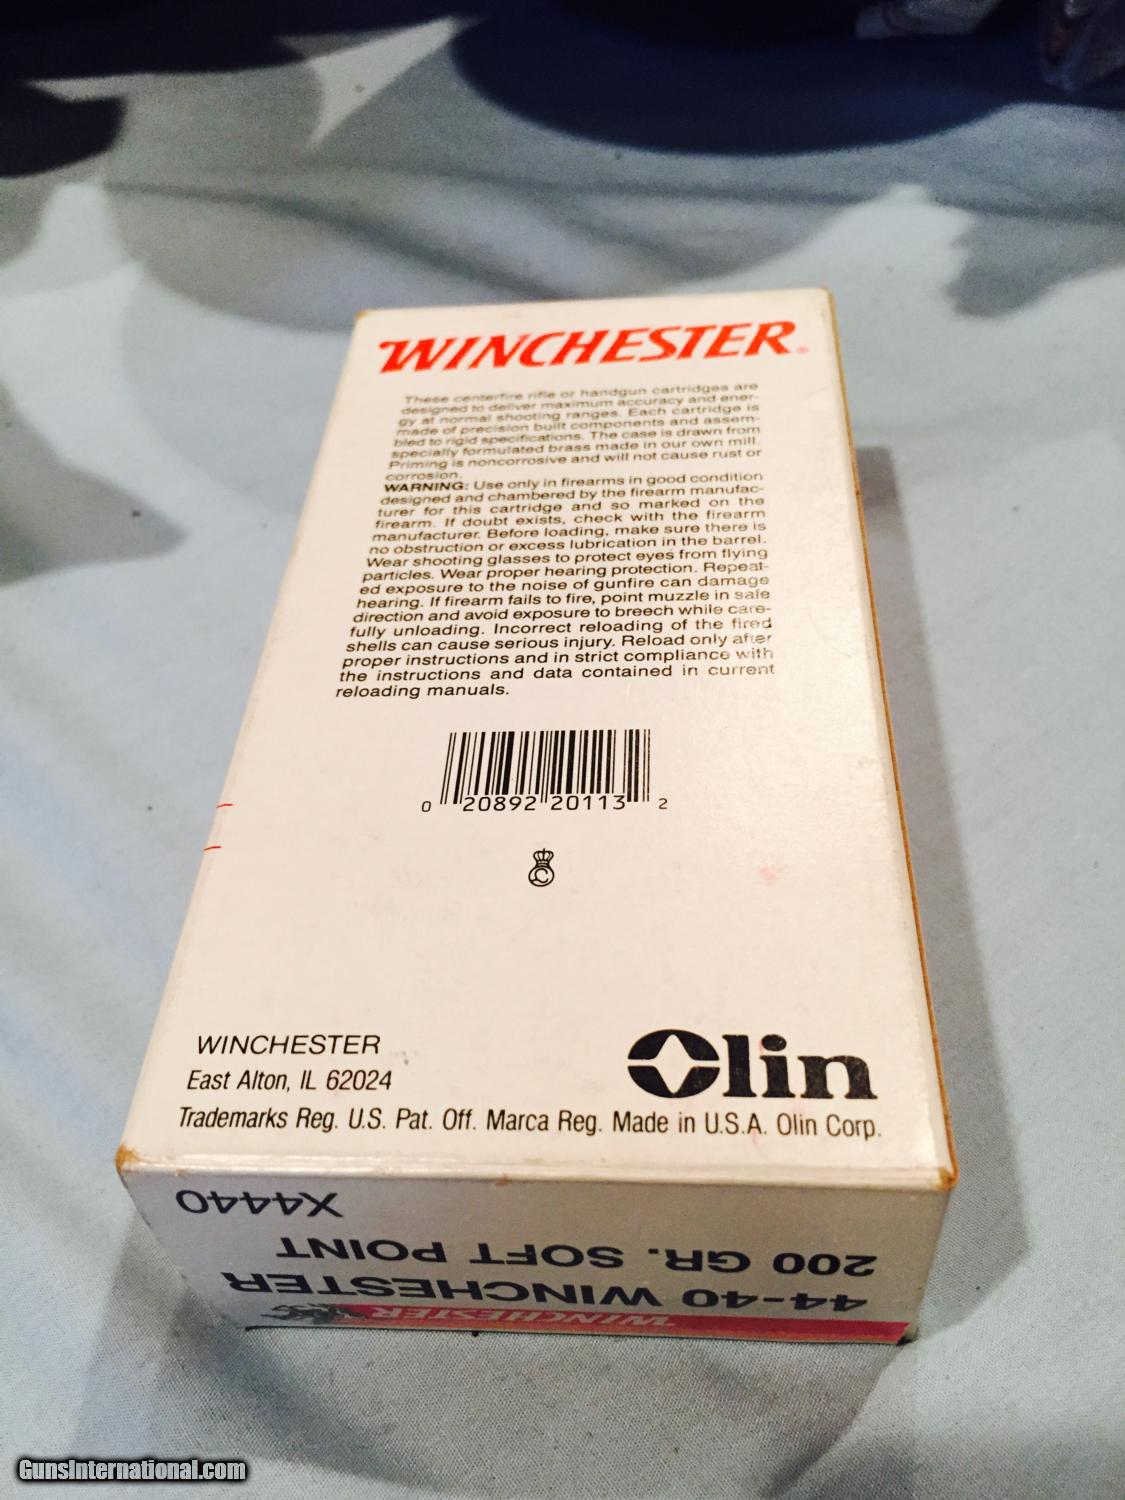 WINCHESTER®
These centerfire rifle or handgun cartridges are
designed to deliver maximum accuracy and ener-
gy at normal shooting ranges. Each cartridge is
made of precision built components and assem-
bled to rigid specifications. The case is drawn from
specially formulated brass made in our own mill.
Priming is noncorrosive and will not cause rust or
corrosion.
WARNING: Use only in firearms in good condition
designed and chambered by the firearm manufac-
turer for this cartridge and so marked on the
firearm. If doubt exists, check with the firearm
manufacturer. Before loading, make sure there is
no obstruction or excess lubrication in the barrel.
Wear shooting glasses to protect eyes from flying
particles. Wear proper hearing protection. Repeat-
ed exposure to the noise of gunfire can damage
hearing. If firearm fails to fire, point muzzle in safe
direction and avoid exposure to breech while care-
fully unloading. Incorrect reloading of the fired
shells can cause serious injury. Reload only after
proper instructions and in strict compliance with
the instructions and data contained in current
reloading manuals.
0 20892 20113 2
C
WINCHESTER
East Alton, IL 62024
Olin
Trademarks Reg. U.S. Pat. Off. Marca Reg. Made in U.S.A. Olin Corp.
X4440
200 GR. SOFT POINT
44-40 WINCHESTER
WINCHESTER
GunsInternational.com